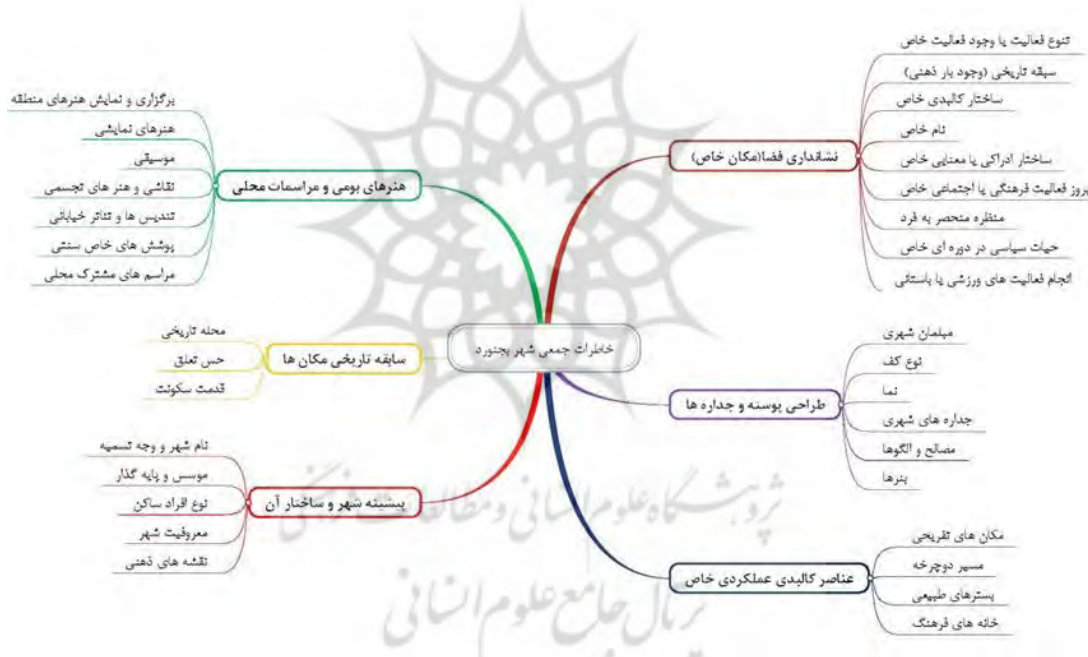 خاطرات جمعی شهر بجنورد
نشانداری فضا(مکان خاص)
تنوع فعالیت یا وجود فعالیت خاص
سبقه تاریخی (وجود بار ذهنی)
ساختار کالبدی خاص
نام خاص
ساختار ادراکی یا معنایی خاص
بروز فعالیت فرهنگی یا اجتماعی خاص
منظره منحصر به فرد
حیات سیاسی در دوره ای خاص
انجام فعالیت های ورزشی یا باستانی
طراحی پوسته و جداره ها
مبلمان شهری
نوع کف
نما
جداره های شهری
مصالح و الگوها
بنرها
عناصر کالبدی عملکردی خاص
مکان های تفریحی
مسیر دوچرخه
بسترهای طبیعی
خانه های فرهنگ
هنرهای بومی و مراسمات محلی
برگزاری و نمایش هنرهای منطقه
هنرهای نمایشی
موسیقی
نقاشی و هنر های تجسمی
تندیس ها و تئاتر خیابانی
پوشش های خاص سنتی
مراسم های مشترک محلی
سابقه تاریخی مکان ها
محله تاریخی
حس تعلق
قدمت سکونت
پیشینه شهر و ساختار آن
نام شهر و وجه تسمیه
موسس و پایه گذار
نوع افراد ساکن
معروفیت شهر
نقشه های ذهنی
پژوهشگاه علوم انسانی و مطالعات فرهنگی
پرتال جامع علوم انسانی